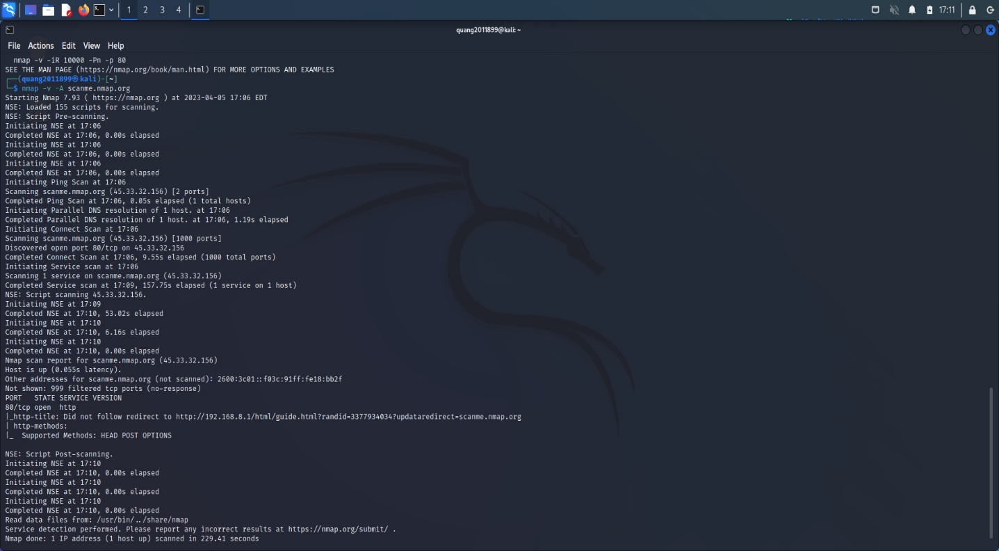 1 2 3 4 17:11
quang2011899@kali: ~
File Actions Edit View Help
nmap -v -iR 10000 -Pn -p 80
SEE THE MAN PAGE (https://nmap.org/book/man.html) FOR MORE OPTIONS AND EXAMPLES
┌──(quang2011899㉿kali)-[~]
└─$ nmap -v -A scanme.nmap.org
Starting Nmap 7.93 ( https://nmap.org ) at 2023-04-05 17:06 EDT
NSE: Loaded 155 scripts for scanning.
NSE: Script Pre-scanning.
Initiating NSE at 17:06
Completed NSE at 17:06, 0.00s elapsed
Initiating NSE at 17:06
Completed NSE at 17:06, 0.00s elapsed
Initiating NSE at 17:06
Completed NSE at 17:06, 0.00s elapsed
Initiating Ping Scan at 17:06
Scanning scanme.nmap.org (45.33.32.156) [2 ports]
Completed Ping Scan at 17:06, 0.05s elapsed (1 total hosts)
Initiating Parallel DNS resolution of 1 host. at 17:06
Completed Parallel DNS resolution of 1 host. at 17:06, 1.19s elapsed
Initiating Connect Scan at 17:06
Scanning scanme.nmap.org (45.33.32.156) [1000 ports]
Discovered open port 80/tcp on 45.33.32.156
Completed Connect Scan at 17:06, 9.55s elapsed (1000 total ports)
Initiating Service scan at 17:06
Scanning 1 service on scanme.nmap.org (45.33.32.156)
Completed Service scan at 17:09, 157.75s elapsed (1 service on 1 host)
NSE: Script scanning 45.33.32.156.
Initiating NSE at 17:09
Completed NSE at 17:10, 53.02s elapsed
Initiating NSE at 17:10
Completed NSE at 17:10, 6.16s elapsed
Initiating NSE at 17:10
Completed NSE at 17:10, 0.00s elapsed
Nmap scan report for scanme.nmap.org (45.33.32.156)
Host is up (0.055s latency).
Other addresses for scanme.nmap.org (not scanned): 2600:3c01::f03c:91ff:fe18:bb2f
Not shown: 999 filtered tcp ports (no-response)
PORT   STATE SERVICE VERSION
80/tcp open  http
|_http-title: Did not follow redirect to http://192.168.8.1/html/guide.html?randid=3377934034?updataredirect=scanme.nmap.org
| http-methods:
|_  Supported Methods: HEAD POST OPTIONS
NSE: Script Post-scanning.
Initiating NSE at 17:10
Completed NSE at 17:10, 0.00s elapsed
Initiating NSE at 17:10
Completed NSE at 17:10, 0.00s elapsed
Initiating NSE at 17:10
Completed NSE at 17:10, 0.00s elapsed
Read data files from: /usr/bin/../share/nmap
Service detection performed. Please report any incorrect results at https://nmap.org/submit/ .
Nmap done: 1 IP address (1 host up) scanned in 229.41 seconds